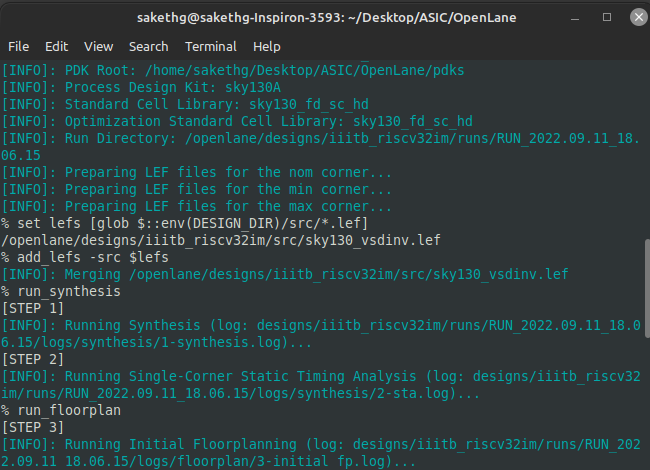 sakethg@sakethg-Inspiron-3593: ~/Desktop/ASIC/OpenLane
File Edit View Search Terminal Help
[INFO]: PDK Root: /home/sakethg/Desktop/ASIC/OpenLane/pdks
[INFO]: Process Design Kit: sky130A
[INFO]: Standard Cell Library: sky130_fd_sc_hd
[INFO]: Optimization Standard Cell Library: sky130_fd_sc_hd
[INFO]: Run Directory: /openlane/designs/iiitb_riscv32im/runs/RUN_2022.09.11_18.
06.15
[INFO]: Preparing LEF files for the nom corner...
[INFO]: Preparing LEF files for the min corner...
[INFO]: Preparing LEF files for the max corner...
% set lefs [glob $::env(DESIGN_DIR)/src/*.lef]
/openlane/designs/iiitb_riscv32im/src/sky130_vsdinv.lef
% add_lefs -src $lefs
[INFO]: Merging /openlane/designs/iiitb_riscv32im/src/sky130_vsdinv.lef
% run_synthesis
[STEP 1]
[INFO]: Running Synthesis (log: designs/iiitb_riscv32im/runs/RUN_2022.09.11_18.0
6.15/logs/synthesis/1-synthesis.log)...
[STEP 2]
[INFO]: Running Single-Corner Static Timing Analysis (log: designs/iiitb_riscv32
im/runs/RUN_2022.09.11_18.06.15/logs/synthesis/2-sta.log)...
% run_floorplan
[STEP 3]
[INFO]: Running Initial Floorplanning (log: designs/iiitb_riscv32im/runs/RUN_202
2.09.11_18.06.15/logs/floorplan/3-initial_fp.log)...